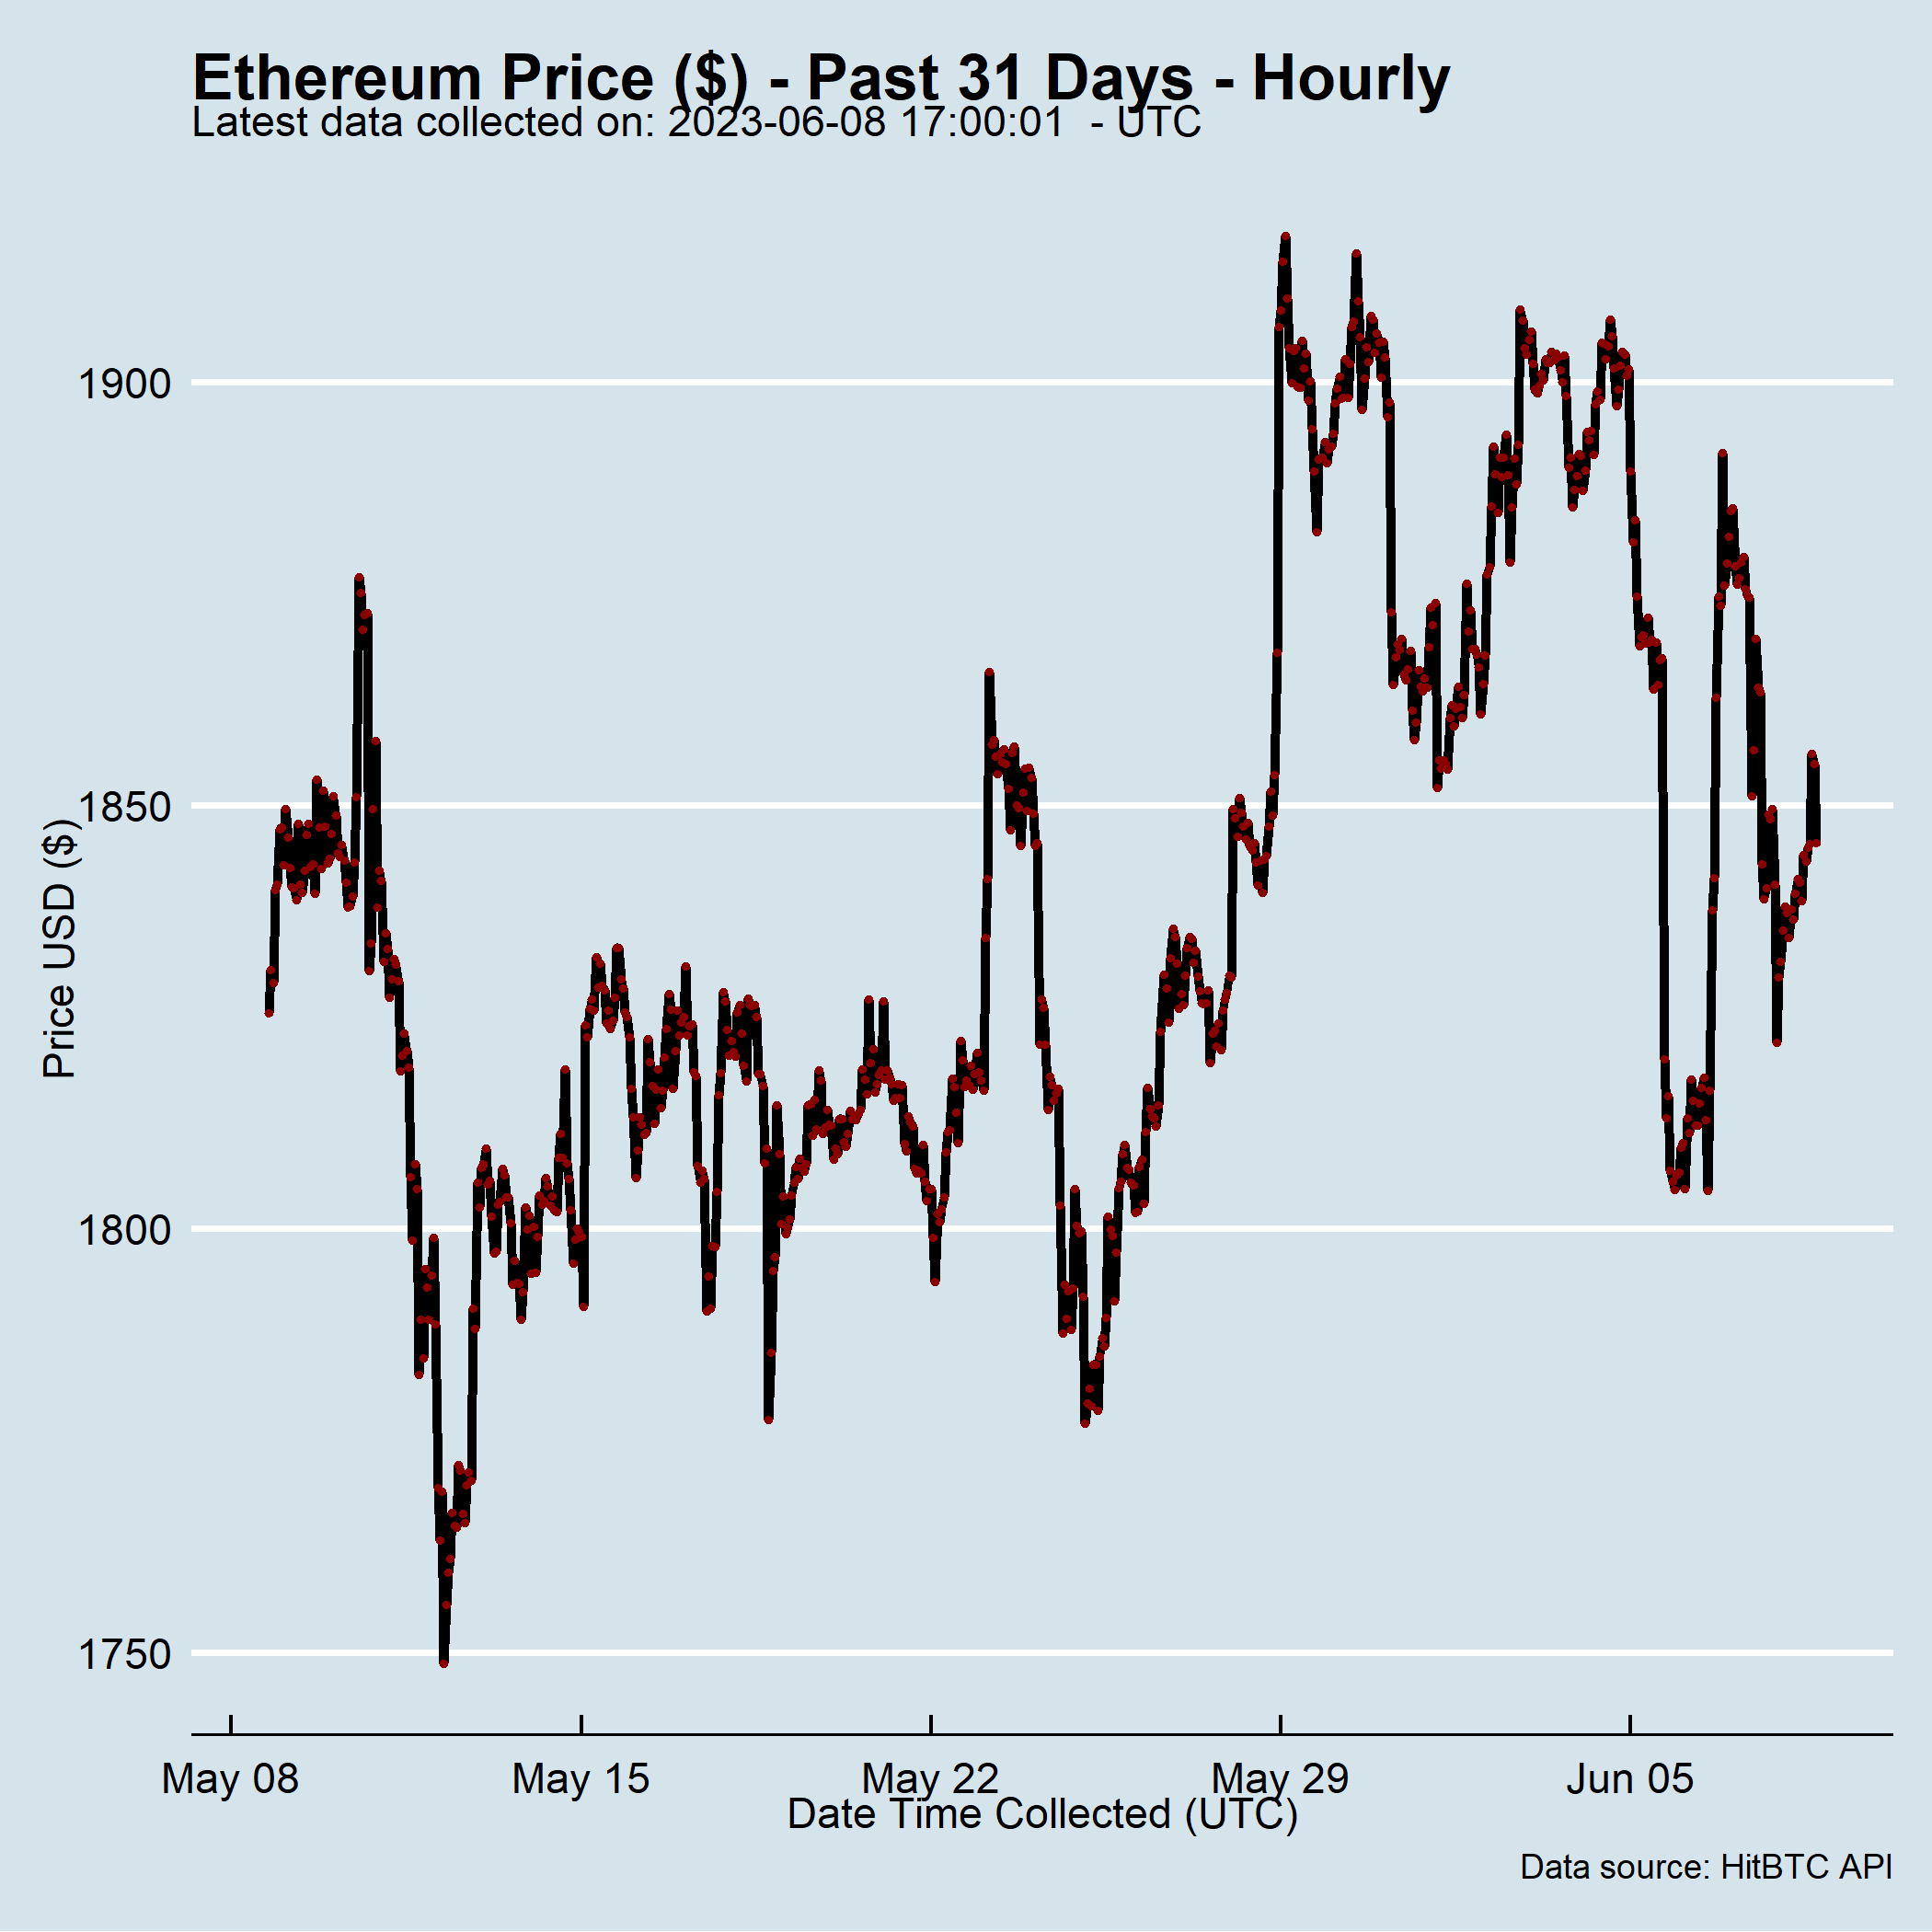 Ethereum Price ($) - Past 31 Days - Hourly
Latest data collected on: 2023-06-08 17:00:01  - UTC
Price USD ($)
1900
1850
1800
1750
May 08
May 15
May 22
May 29
Jun 05
Date Time Collected (UTC)
Data source: HitBTC API